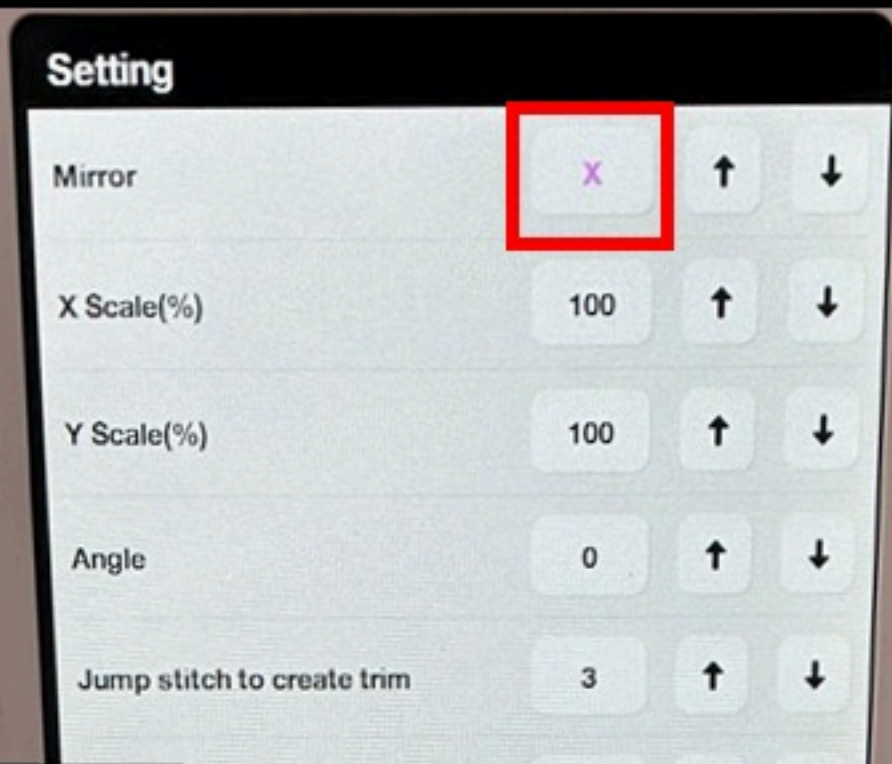 Setting
Mirror X ↑ ↓
X Scale(%) 100 ↑ ↓
Y Scale(%) 100 ↑ ↓
Angle 0 ↑ ↓
Jump stitch to create trim 3 ↑ ↓